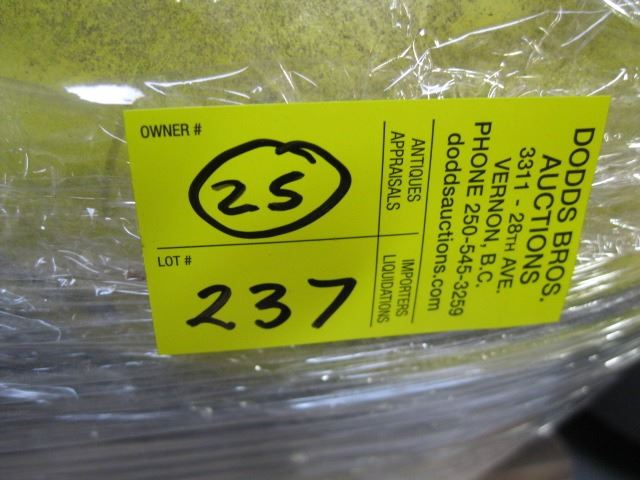 OWNER #
25
LOT #
237
ANTIQUES
APPRAISALS
IMPORTERS
LIQUIDATIONS
DODDS BROS.
AUCTIONS
3311 - 28TH AVE.
VERNON, B.C.
PHONE 250-545-3259
doddsauctions.com